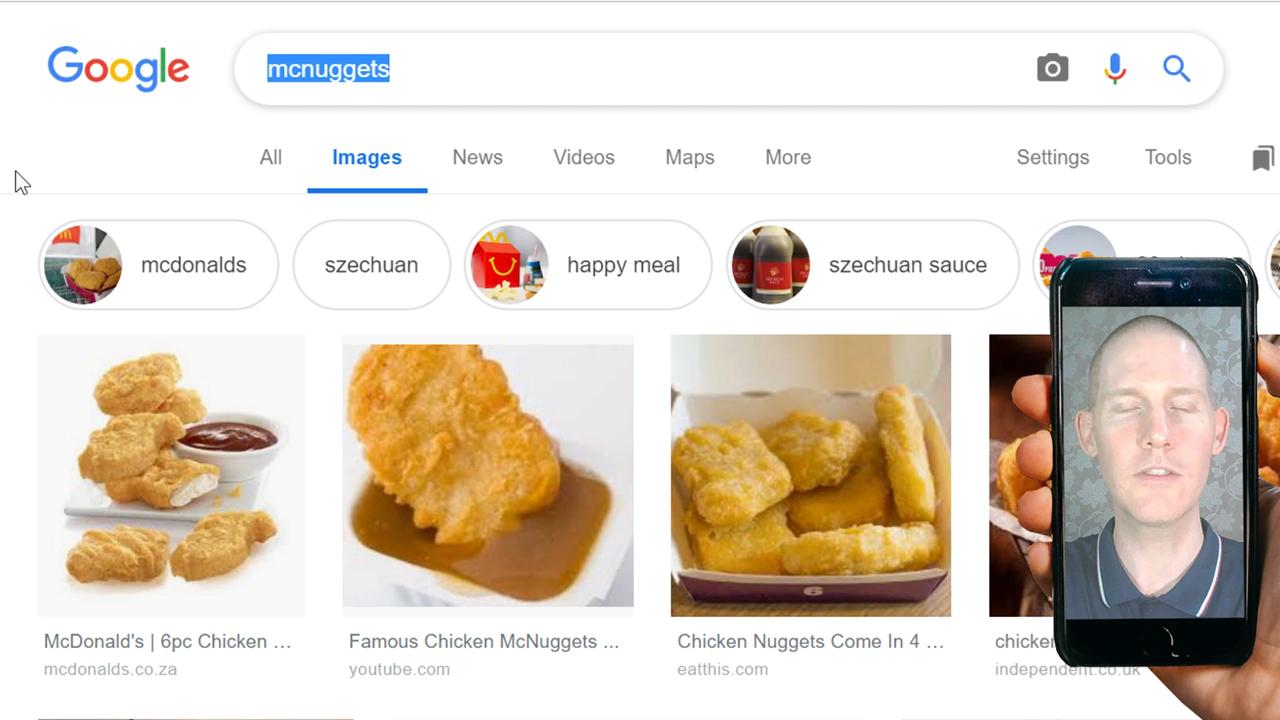 Google
mcnuggets
All Images News Videos Maps More Settings Tools
mcdonalds szechuan happy meal szechuan sauce
McDonald's | 6pc Chicken …
mcdonalds.co.za
Famous Chicken McNuggets ...
youtube.com
Chicken Nuggets Come In 4 …
eatthis.com
independent.co.uk
6